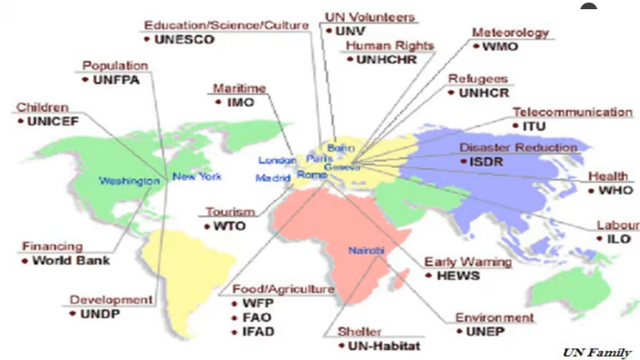 UN Volunteers
UNV
Education/Science/Culture
UNESCO
Meteorology
WMO
Human Rights
UNHCHR
Population
UNFPA
Refugees
UNHCR
Maritime
IMO
Children
UNICEF
Telecommunication
ITU
Disaster Reduction
ISDR
Bonn
London
Paris
Geneva
Madrid
Rome
Washington
New York
Health
WHO
Tourism
WTO
Labour
ILO
Financing
World Bank
Nairobi
Early Warning
HEWS
Food/Agriculture
WFP
FAO
IFAD
Development
UNDP
Environment
UNEP
Shelter
UN-Habitat
UN Family